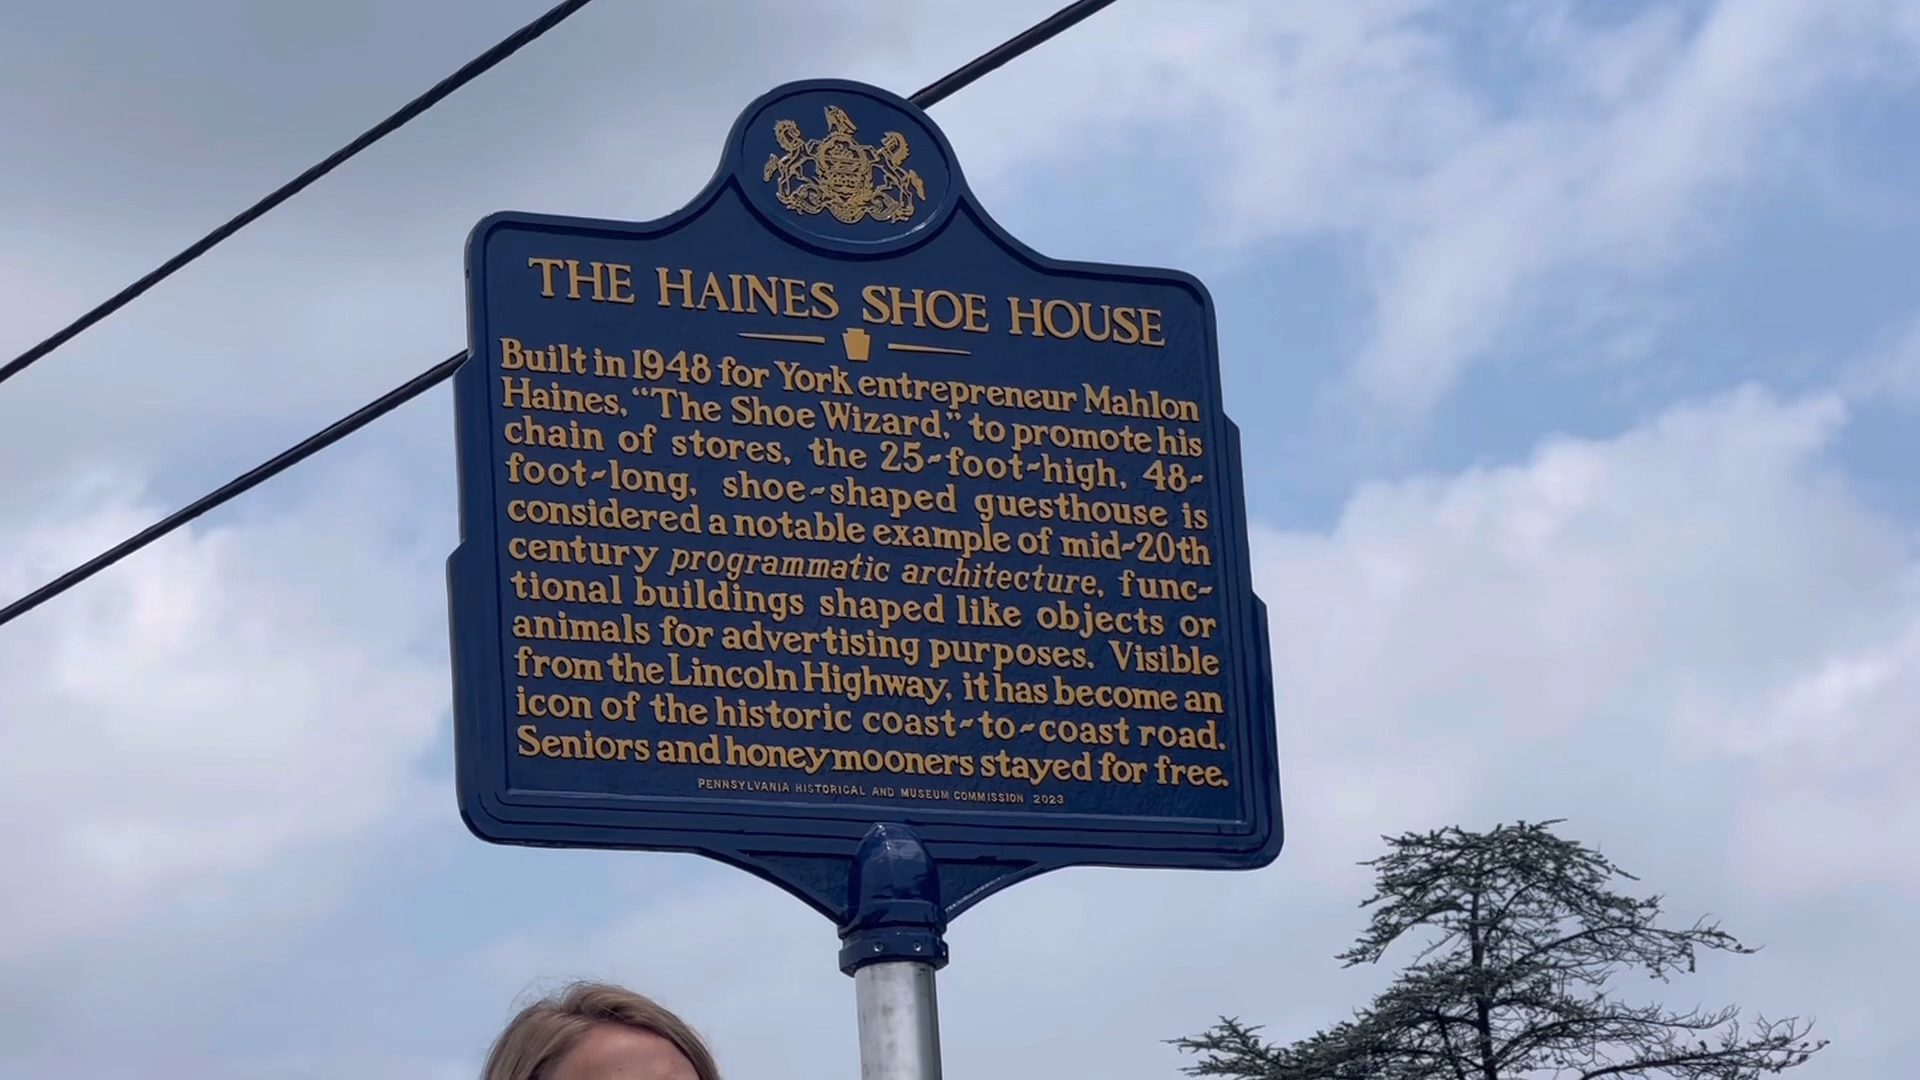 THE HAINES SHOE HOUSE
Built in 1948 for York entrepreneur Mahlon
Haines, “The Shoe Wizard,” to promote his
chain of stores, the 25-foot-high, 48-
foot-long, shoe-shaped guesthouse is
considered a notable example of mid-20th
century programmatic architecture, func-
tional buildings shaped like objects or
animals for advertising purposes. Visible
from the Lincoln Highway, it has become an
icon of the historic coast-to-coast road.
Seniors and honeymooners stayed for free.
PENNSYLVANIA HISTORICAL AND MUSEUM COMMISSION 2023